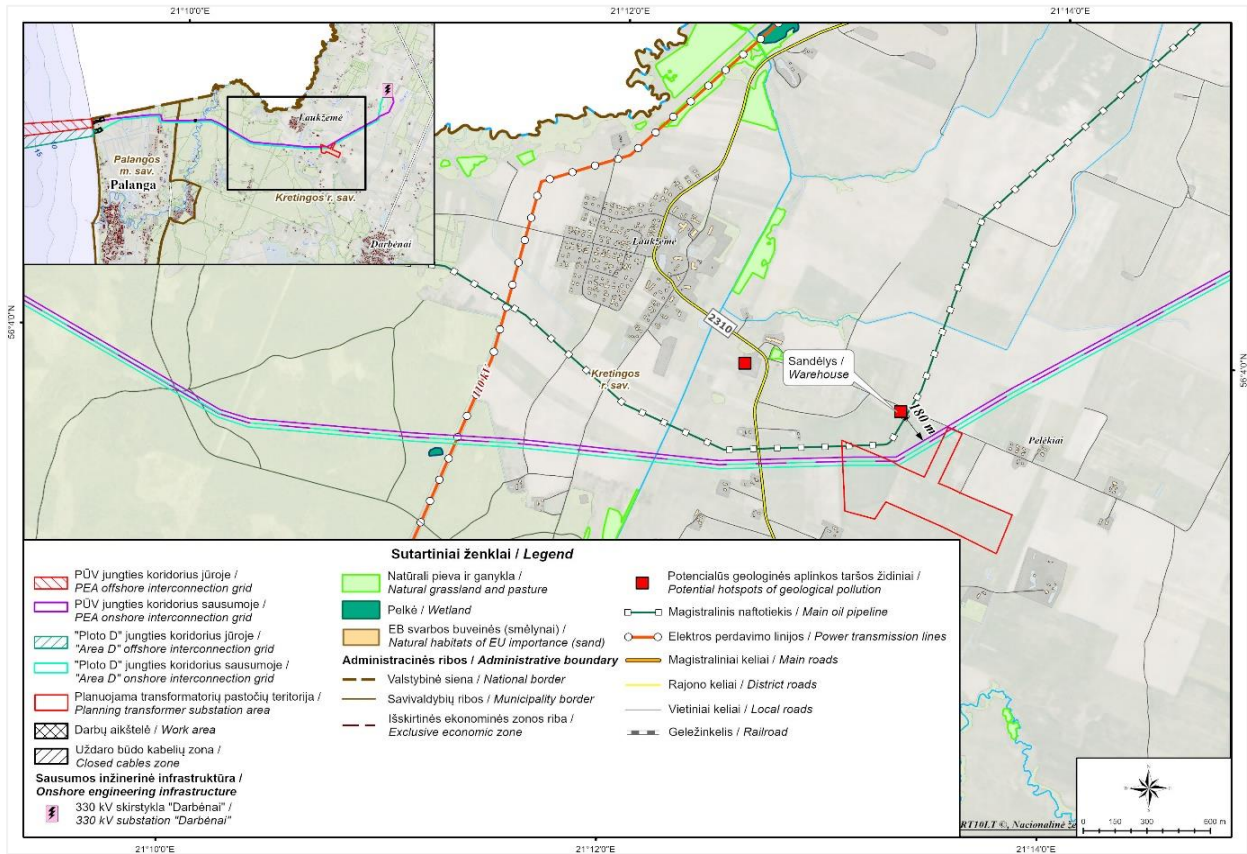 21°10'0"E
21°12'0"E
21°14'0"E
Laukžemė
Palangos
m. sav.
Palanga
Kretingos r. sav.
Darbėnai
15
10
56°4'0"N
56°4'0"N
Laukžemė
2310
110 kV
Kretingos
r. sav.
Sandėlys /
Warehouse
180 m
Pelėkiai
Sutartiniai ženklai / Legend
PŪV jungties koridorius jūroje /
PEA offshore interconnection grid
PŪV jungties koridorius sausumoje /
PEA onshore interconnection grid
"Ploto D" jungties koridorius jūroje /
"Area D" offshore interconnection grid
"Ploto D" jungties koridorius sausumoje /
"Area D" onshore interconnection grid
Planuojama transformatorių pastočių teritorija /
Planning transformer substation area
Darbų aikštelė / Work area
Uždaro būdo kabelių zona /
Closed cables zone
Sausumos inžinerinė infrastruktūra /
Onshore engineering infrastructure
330 kV skirstykla "Darbėnai" /
330 kV substation "Darbėnai"
Natūrali pieva ir ganykla /
Natural grassland and pasture
Pelkė / Wetland
EB svarbos buveinės (smėlynai) /
Natural habitats of EU importance (sand)
Administracinės ribos / Administrative boundary
Valstybinė siena / National border
Savivaldybių ribos / Municipality border
Išskirtinės ekonominės zonos riba /
Exclusive economic zone
Potencialūs geologinės aplinkos taršos židiniai /
Potential hotspots of geological pollution
Magistralinis naftotiekis / Main oil pipeline
Elektros perdavimo linijos / Power transmission lines
Magistraliniai keliai / Main roads
Rajono keliai / District roads
Vietiniai keliai / Local roads
Geležinkelis / Railroad
RT10LT ©, Nacionalinė že
0 150 300 600 m
21°10'0"E
21°12'0"E
21°14'0"E